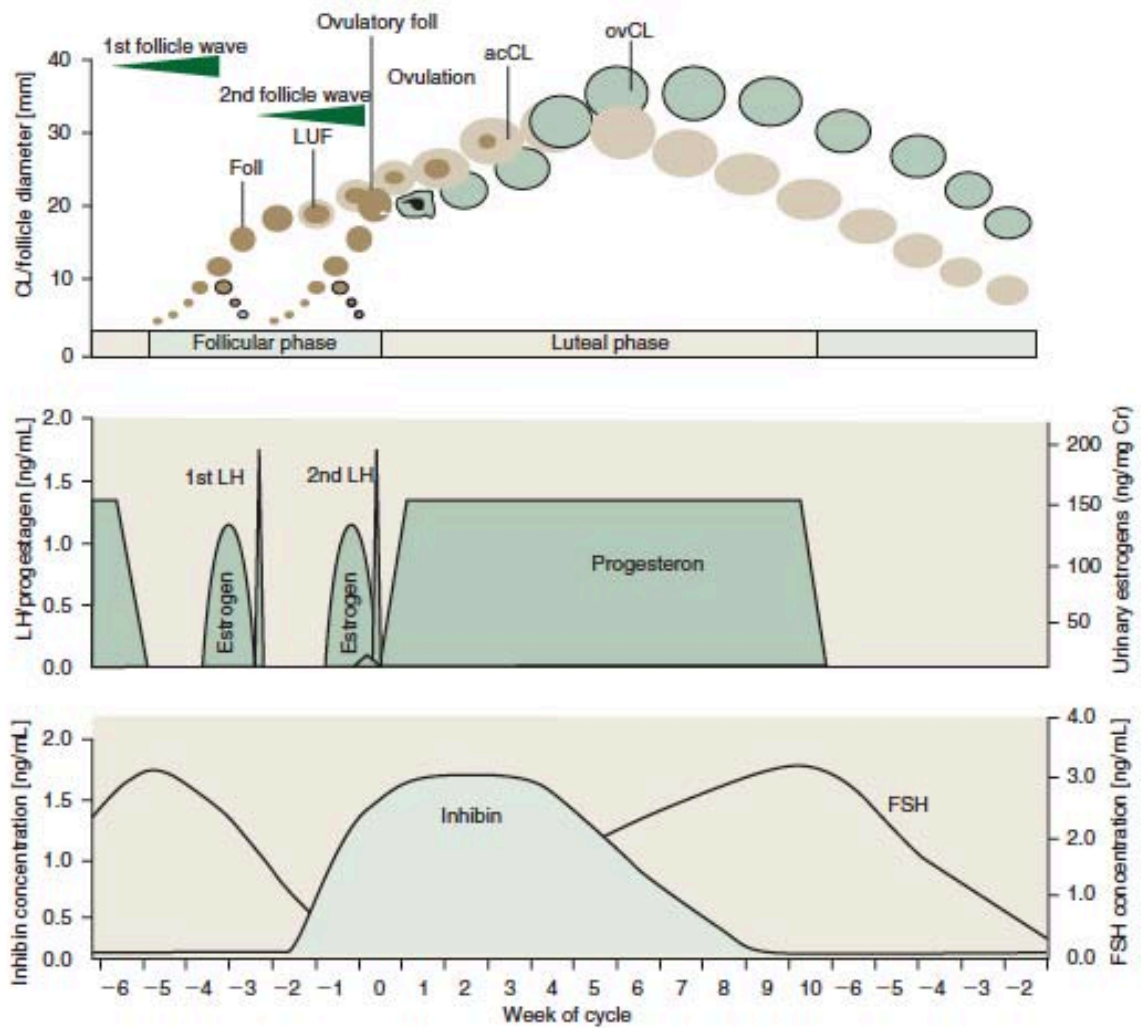 Ovulatory foll
1st follicle wave
acCL
ovCL
Ovulation
2nd follicle wave
LUF
Foll
CL/follicle diameter [mm]
40
30
20
10
0
Follicular phase
Luteal phase
LH/progestagen [ng/mL]
2.0
1.5
1.0
0.5
0.0
1st LH
2nd LH
Estrogen
Estrogen
Progesteron
200
150
100
50
Urinary estrogens (ng/mg Cr)
Inhibin concentration [ng/mL]
2.0
1.5
1.0
0.5
0.0
Inhibin
FSH
4.0
3.0
2.0
1.0
0.0
FSH concentration [ng/mL]
−6 −5 −4 −3 −2 −1 0 1 2 3 4 5 6 7 8 9 10 6 −5 −4 −3 −2
Week of cycle